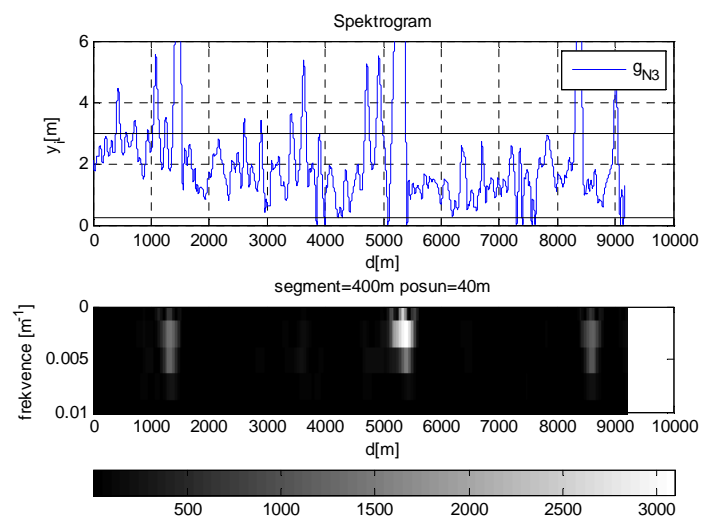 Spektrogram
g_N3
6
4
2
0
y_i[m]
0 1000 2000 3000 4000 5000 6000 7000 8000 9000 10000
d[m]
segment=400m posun=40m
0
0.005
0.01
frekvence [m^-1]
0 1000 2000 3000 4000 5000 6000 7000 8000 9000 10000
d[m]
500 1000 1500 2000 2500 3000